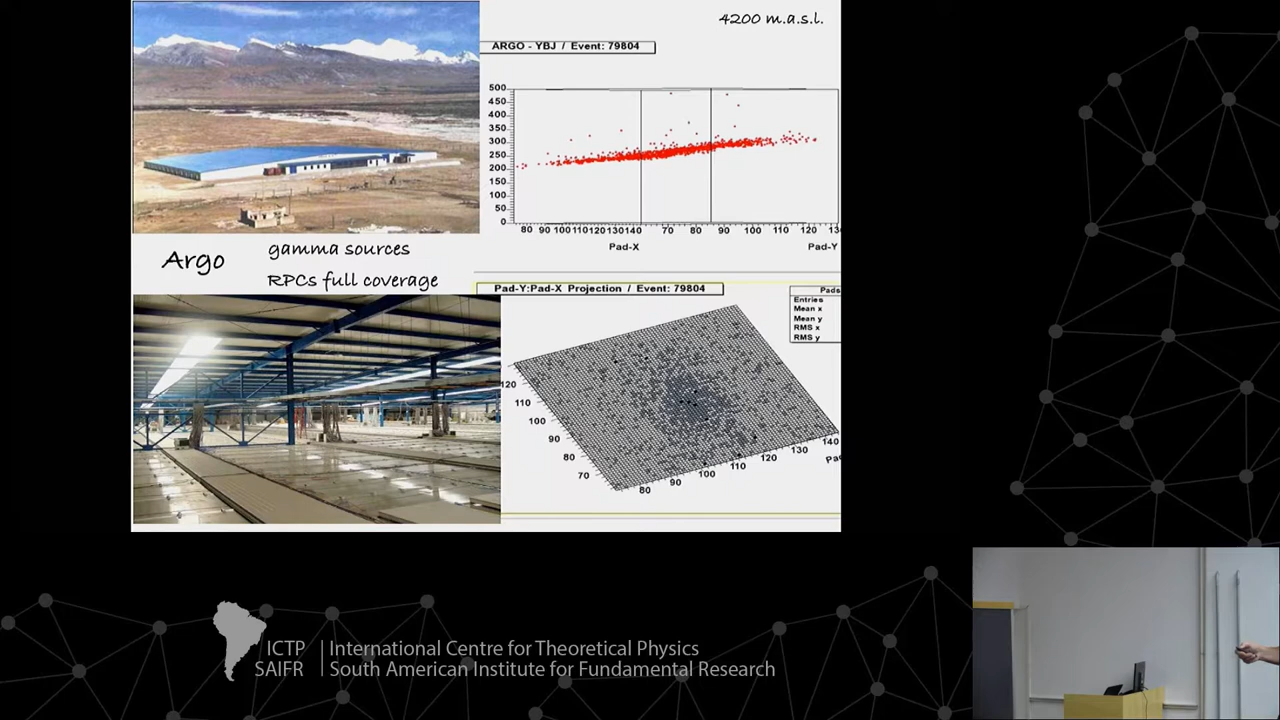 4200 m.a.s.l.
ARGO - YBJ / Event: 79804
500
450
400
350
300
250
200
150
100
50
0
80 90 100 110 120 130 140 70 80 90 100 110 120
Pad-X Pad-Y
Argo
gamma sources
RPCs full coverage
Pad-Y:Pad-X Projection / Event: 79804
Pads
Entries
Mean x
Mean y
RMS x
RMS y
120
110
100
90
80
70
80 90 100 110 120 130 140
ICTP
SAIFR
International Centre for Theoretical Physics
South American Institute for Fundamental Research